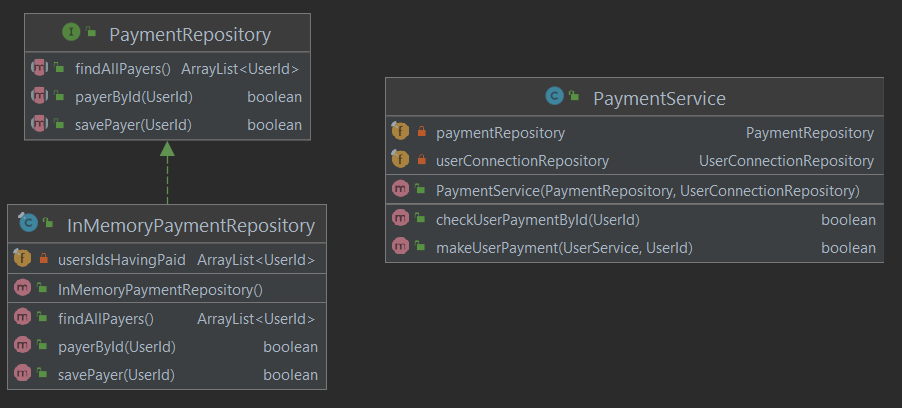 I PaymentRepository
m findAllPayers() ArrayList<UserId>
m payerById(UserId) boolean
m savePayer(UserId) boolean
C InMemoryPaymentRepository
f usersIdsHavingPaid ArrayList<UserId>
m InMemoryPaymentRepository()
m findAllPayers() ArrayList<UserId>
m payerById(UserId) boolean
m savePayer(UserId) boolean
C PaymentService
f paymentRepository PaymentRepository
f userConnectionRepository UserConnectionRepository
m PaymentService(PaymentRepository, UserConnectionRepository)
m checkUserPaymentById(UserId) boolean
m makeUserPayment(UserService, UserId) boolean